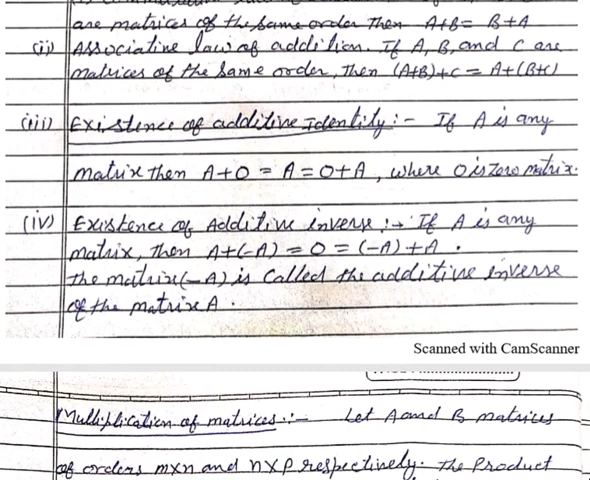 are matrices of the same order then A+B = B+A
(ii) Associative law of addition. If A, B, and C are
matrices of the same order, then (A+B)+C = A+(B+C)
(iii) Existence of additive Identity :- If A is any
matrix then A+O = A = O+A, where O is zero matrix.
(iv) Existence of Additive inverse :→ If A is any
matrix, then A+(-A) = O = (-A)+A .
the matrix (-A) is called the additive inverse
of the matrix A .
Scanned with CamScanner
Multiplication of matrices :- Let A and B matrices
of orders m×n and n×p respectively. The Product